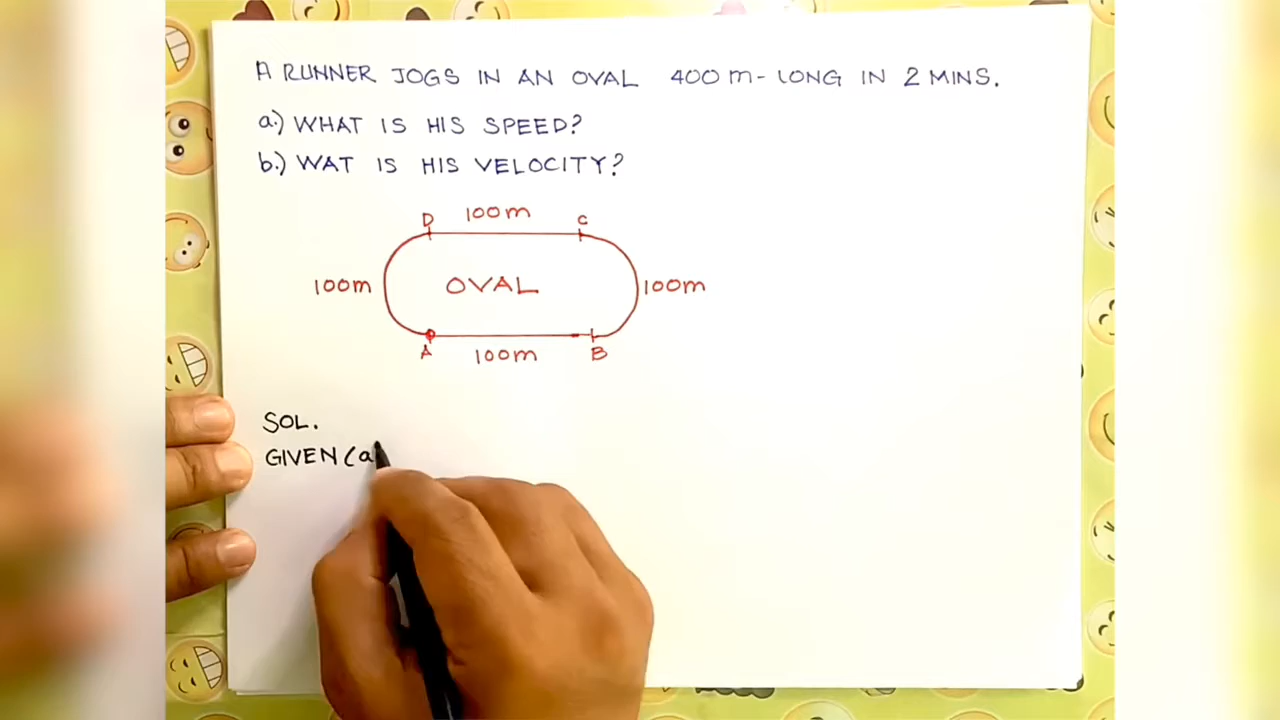 A RUNNER JOGS IN AN OVAL 400 m-LONG IN 2 MINS.
a.) WHAT IS HIS SPEED?
b.) WAT IS HIS VELOCITY?
D 100m C
100m OVAL 100m
A 100m B
SOL.
GIVEN (a